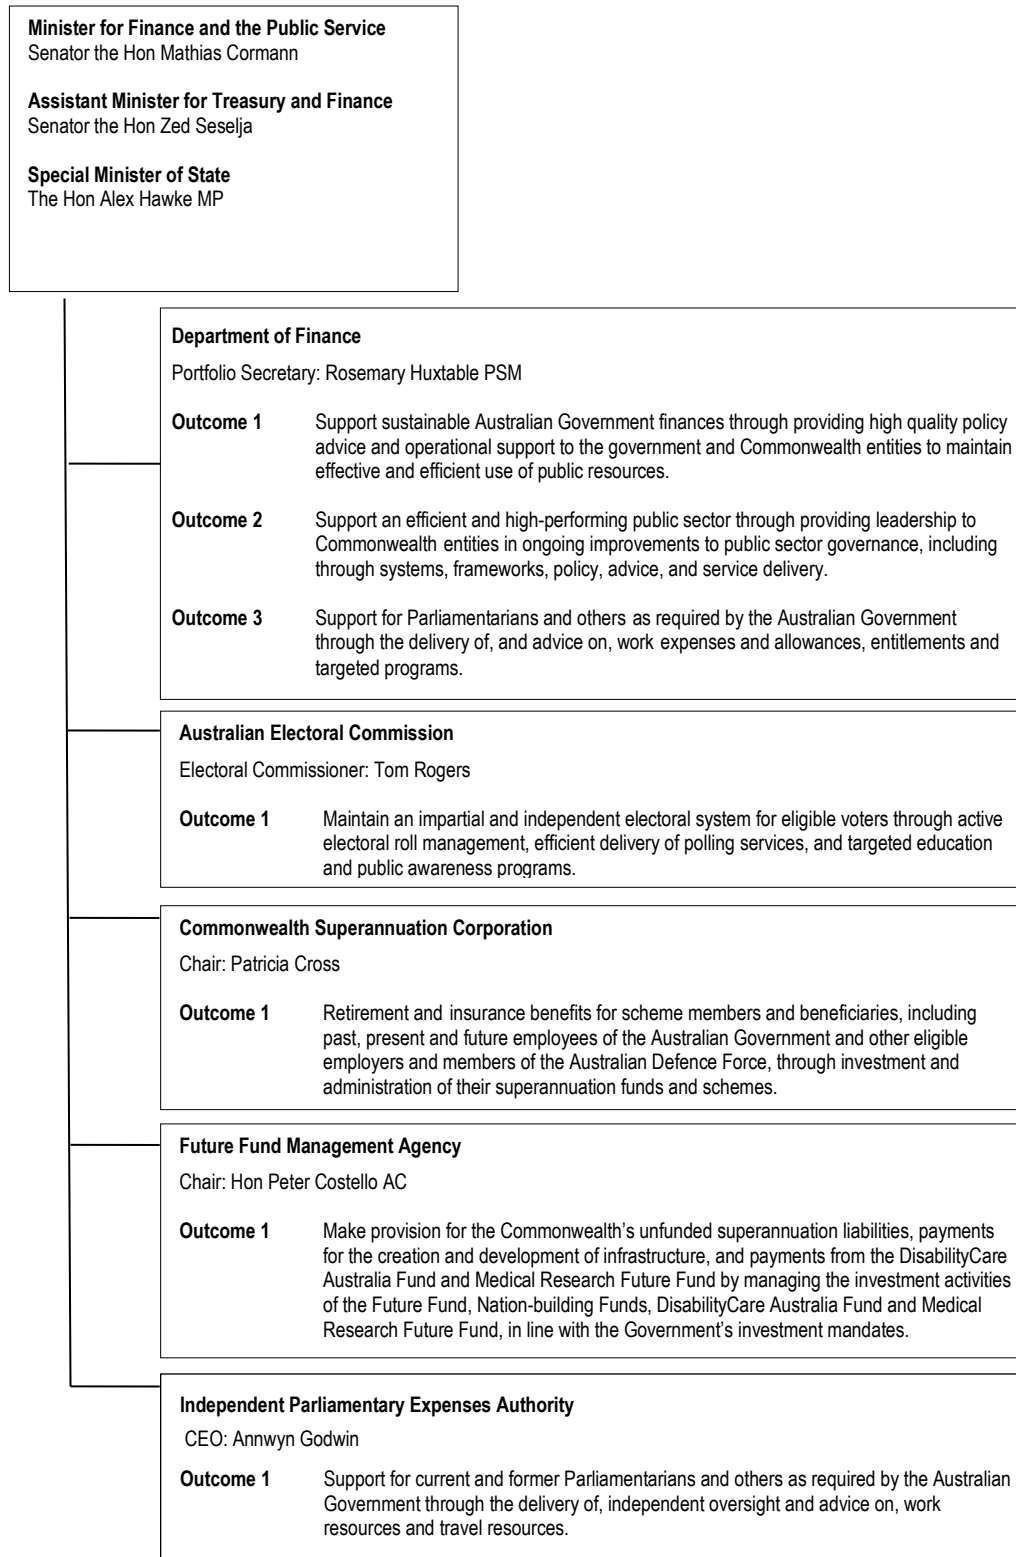 Minister for Finance and the Public Service
Senator the Hon Mathias Cormann
Assistant Minister for Treasury and Finance
Senator the Hon Zed Seselja
Special Minister of State
The Hon Alex Hawke MP
Department of Finance
Portfolio Secretary: Rosemary Huxtable PSM
Outcome 1 Support sustainable Australian Government finances through providing high quality policy
advice and operational support to the government and Commonwealth entities to maintain
effective and efficient use of public resources.
Outcome 2 Support an efficient and high-performing public sector through providing leadership to
Commonwealth entities in ongoing improvements to public sector governance, including
through systems, frameworks, policy, advice, and service delivery.
Outcome 3 Support for Parliamentarians and others as required by the Australian Government
through the delivery of, and advice on, work expenses and allowances, entitlements and
targeted programs.
Australian Electoral Commission
Electoral Commissioner: Tom Rogers
Outcome 1 Maintain an impartial and independent electoral system for eligible voters through active
electoral roll management, efficient delivery of polling services, and targeted education
and public awareness programs.
Commonwealth Superannuation Corporation
Chair: Patricia Cross
Outcome 1 Retirement and insurance benefits for scheme members and beneficiaries, including
past, present and future employees of the Australian Government and other eligible
employers and members of the Australian Defence Force, through investment and
administration of their superannuation funds and schemes.
Future Fund Management Agency
Chair: Hon Peter Costello AC
Outcome 1 Make provision for the Commonwealth’s unfunded superannuation liabilities, payments
for the creation and development of infrastructure, and payments from the DisabilityCare
Australia Fund and Medical Research Future Fund by managing the investment activities
of the Future Fund, Nation-building Funds, DisabilityCare Australia Fund and Medical
Research Future Fund, in line with the Government’s investment mandates.
Independent Parliamentary Expenses Authority
CEO: Annwyn Godwin
Outcome 1 Support for current and former Parliamentarians and others as required by the Australian
Government through the delivery of, independent oversight and advice on, work
resources and travel resources.